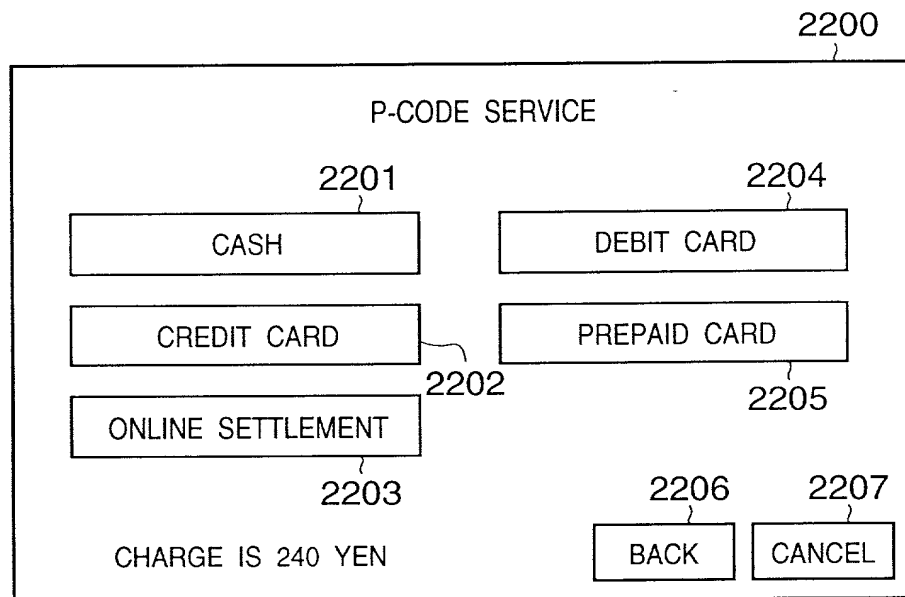 2200
P-CODE SERVICE
2201
2204
CASH
DEBIT CARD
CREDIT CARD
PREPAID CARD
2202
2205
ONLINE SETTLEMENT
2203
2206
2207
CHARGE IS 240 YEN
BACK
CANCEL